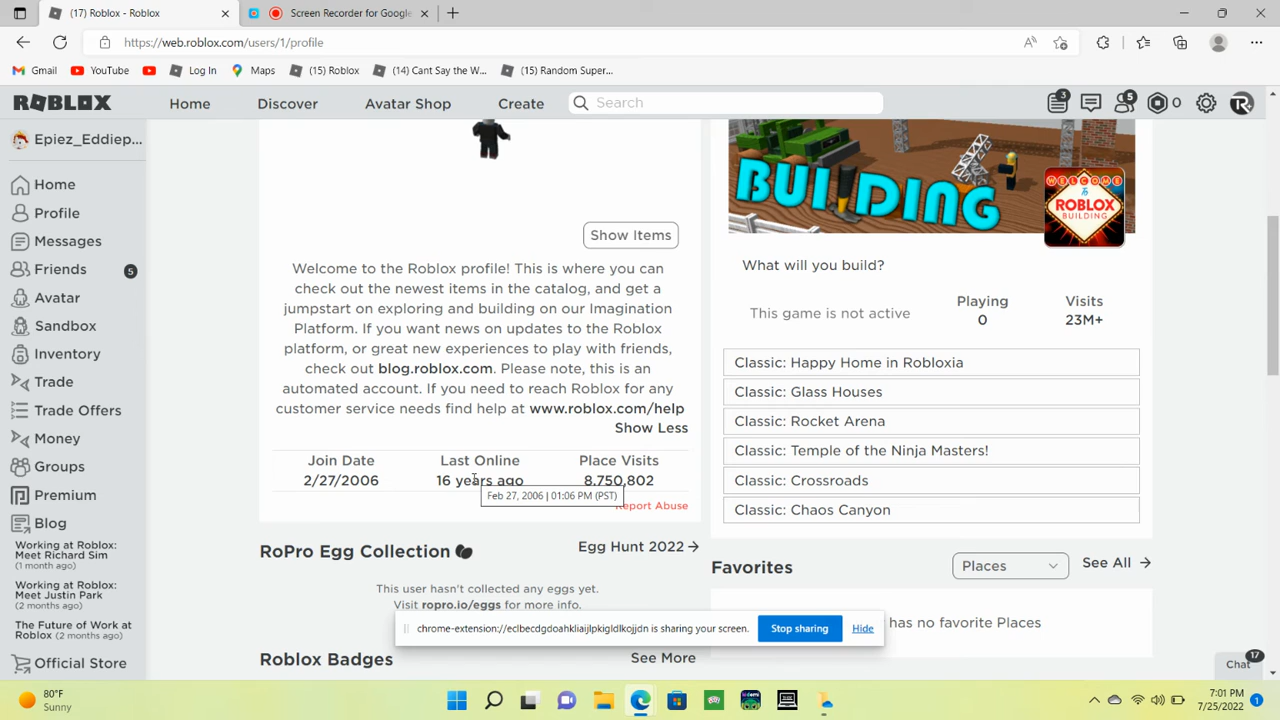 (17) Roblox - Roblox
Screen Recorder for Google
https://web.roblox.com/users/1/profile
Gmail YouTube Log In Maps (15) Roblox (14) Cant Say the W... (15) Random Super...
ROBLOX Home Discover Avatar Shop Create Search 3 5 0
Epiez_Eddiep...
Home
Profile
Messages
Friends 5
Avatar
Sandbox
Inventory
Trade
Trade Offers
Money
Groups
Premium
Blog
Working at Roblox:
Meet Richard Sim
(1 month ago)
Working at Roblox:
Meet Justin Park
(2 months ago)
The Future of Work at
Roblox (2 months ago)
Official Store
Show Items
Welcome to the Roblox profile! This is where you can
check out the newest items in the catalog, and get a
jumpstart on exploring and building on our Imagination
Platform. If you want news on updates to the Roblox
platform, or great new experiences to play with friends,
check out blog.roblox.com. Please note, this is an
automated account. If you need to reach Roblox for any
customer service needs find help at www.roblox.com/help
Show Less
Join Date Last Online Place Visits
2/27/2006 16 years ago 8,750,802
Feb 27, 2006 | 01:06 PM (PST)
Report Abuse
RoPro Egg Collection Egg Hunt 2022
This user hasn't collected any eggs yet.
Visit ropro.io/eggs for more info.
Roblox Badges See More
BUILDING
WELCOME
To
ROBLOX
BUILDING
What will you build?
This game is not active
Playing
0
Visits
23M+
Classic: Happy Home in Robloxia
Classic: Glass Houses
Classic: Rocket Arena
Classic: Temple of the Ninja Masters!
Classic: Crossroads
Classic: Chaos Canyon
Favorites Places See All
has no favorite Places
chrome-extension://eclbecdgdoahkliaijlpkigldlkojjdn is sharing your screen. Stop sharing Hide
Chat 17
80°F
Sunny
7:01 PM
7/25/2022
1